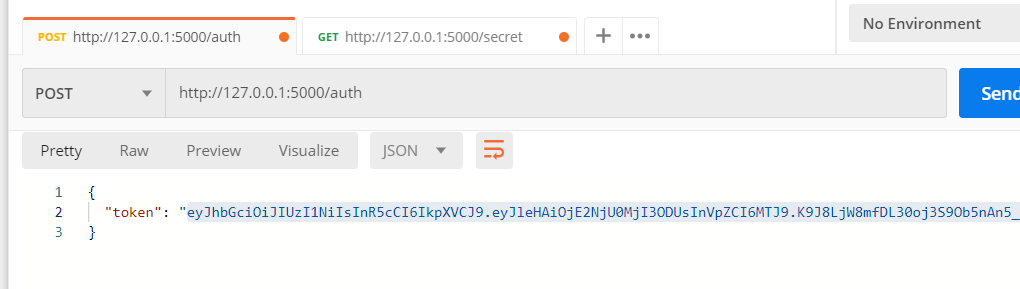 POST http://127.0.0.1:5000/auth GET http://127.0.0.1:5000/secret + ••• No Environment
POST http://127.0.0.1:5000/auth Send
Pretty Raw Preview Visualize JSON
1 {
2 "token": "eyJhbGciOiJIUzI1NiIsInR5cCI6IkpXVCJ9.eyJleHAiOjE2NjU0MjI3ODUsInVpZCI6MTJ9.K9J8LjW8mfDL30oj3S9Ob5nAn5_
3 }